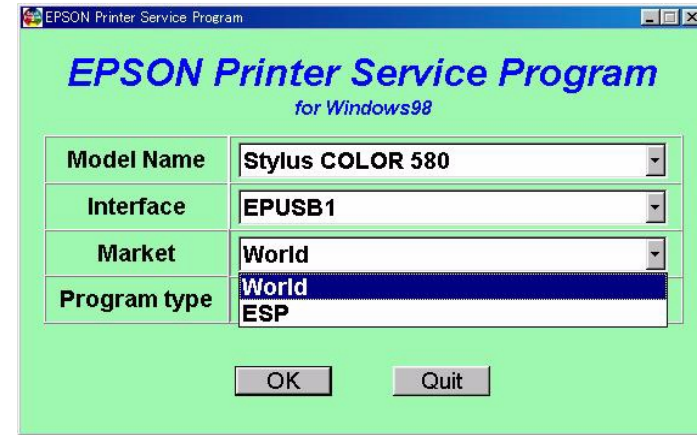 EPSON Printer Service Program
EPSON Printer Service Program
for Windows98
Model Name
Stylus COLOR 580
Interface
EPUSB1
Market
World
World
Program type
ESP
OK
Quit